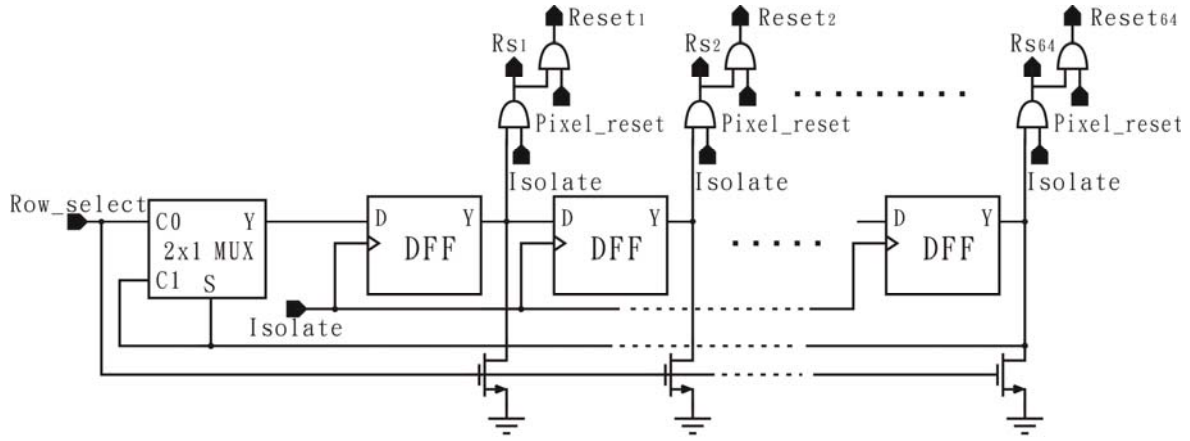 Reset1
Reset2
Reset64
Rs1
Rs2
Rs64
Pixel_reset
Pixel_reset
Pixel_reset
Isolate
Isolate
Isolate
Row_select
C0
Y
2x1 MUX
C1
S
D
Y
DFF
D
Y
DFF
D
Y
DFF
Isolate